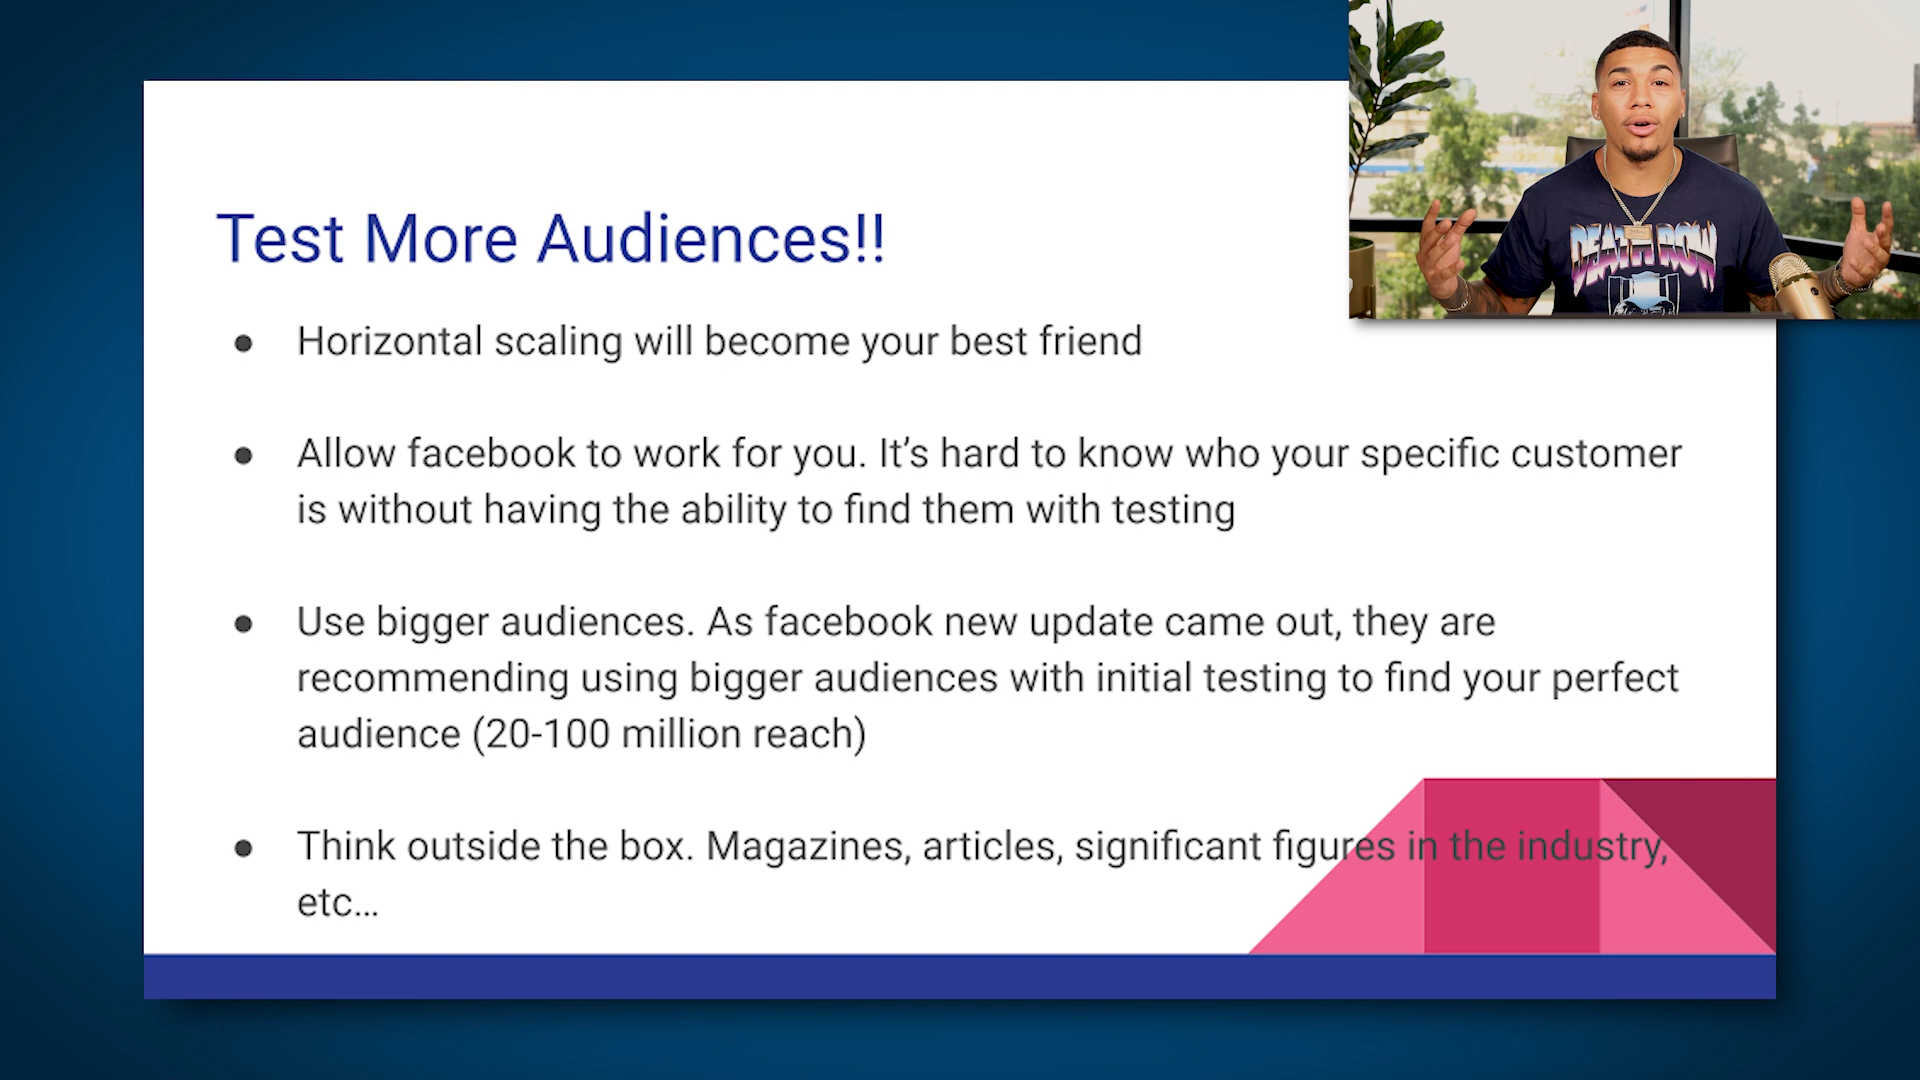 Test More Audiences!!
DEATH ROW
● Horizontal scaling will become your best friend
● Allow facebook to work for you. It’s hard to know who your specific customer
is without having the ability to find them with testing
● Use bigger audiences. As facebook new update came out, they are
recommending using bigger audiences with initial testing to find your perfect
audience (20-100 million reach)
● Think outside the box. Magazines, articles, significant figures in the industry,
etc...